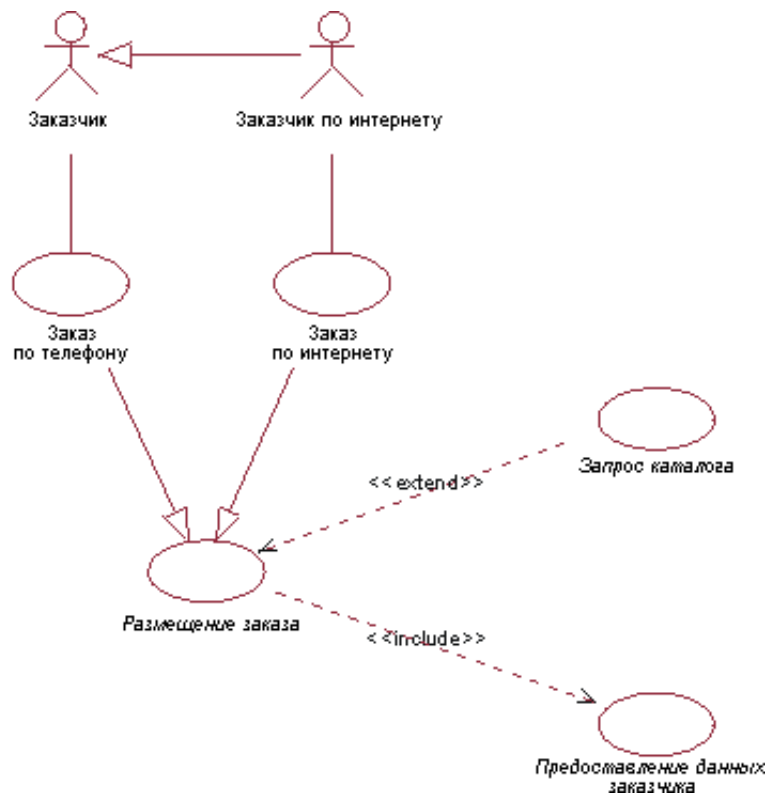 Заказчик
Заказчик по интернету
Заказ
по телефону
Заказ
по интернету
Запрос каталога
<<extend>>
Размещение заказа
<<include>>
Предоставление данных
заказчика